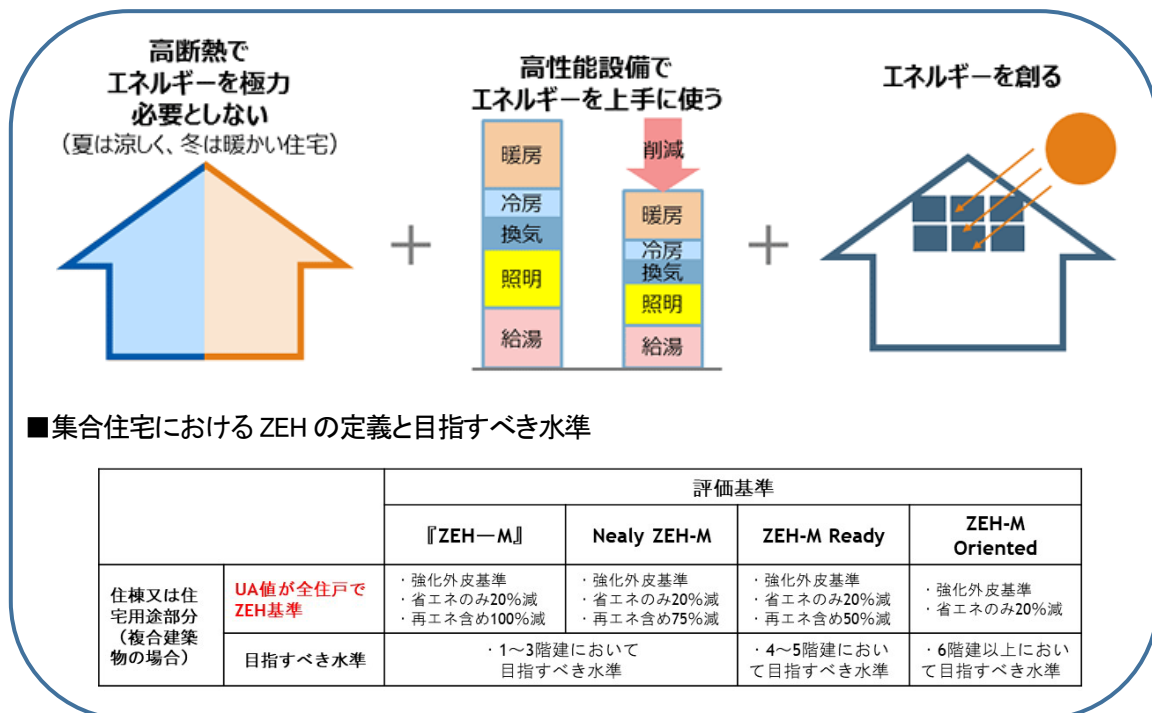 高断熱で
エネルギーを極力
必要としない
（夏は涼しく、冬は暖かい住宅）
高性能設備で
エネルギーを上手に使う
暖房
冷房
換気
照明
給湯
削減
暖房
冷房
換気
照明
給湯
エネルギーを創る
■集合住宅における ZEH の定義と目指すべき水準
評価基準
『ZEH－M』
Nealy ZEH-M
ZEH-M Ready
ZEH-M
Oriented
住棟又は住
宅用途部分
（複合建築
物の場合）
UA値が全住戸で
ZEH基準
・強化外皮基準
・省エネのみ20%減
・再エネ含め100%減
・強化外皮基準
・省エネのみ20%減
・再エネ含め75%減
・強化外皮基準
・省エネのみ20%減
・再エネ含め50%減
・強化外皮基準
・省エネのみ20%減
目指すべき水準
・1～3階建において
目指すべき水準
・4～5階建におい
て目指すべき水準
・6階建以上におい
て目指すべき水準